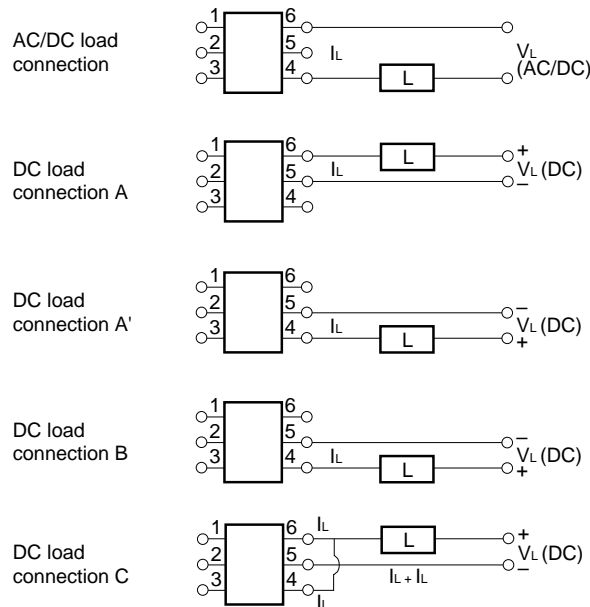 AC/DC load
connection
1 6
2 5
3 4
IL
L
VL
(AC/DC)
DC load
connection A
1 6
2 5
3 4
L
IL
+
VL (DC)
–
DC load
connection A'
1 6
2 5
3 4
IL
L
–
VL (DC)
+
DC load
connection B
1 6
2 5
3 4
IL
L
–
VL (DC)
+
DC load
connection C
1 6
2 5
3 4
IL
L
+
VL (DC)
–
IL + IL
IL